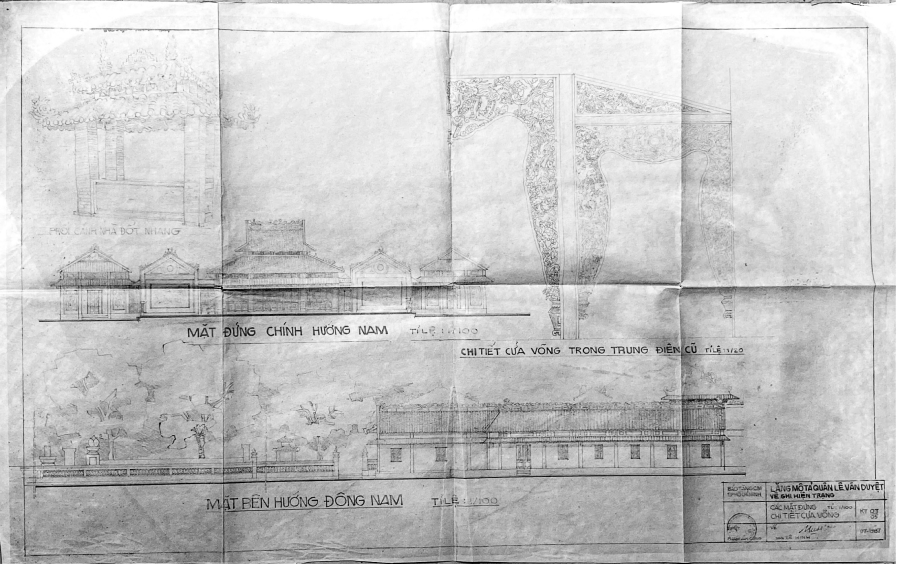 PHỐI CẢNH NHÀ ĐỐT NHANG
MẶT ĐỨNG CHÍNH HƯỚNG NAM TỈ LỆ: 1/100
CHI TIẾT CỬA VÕNG TRONG TRUNG ĐIỆN CŨ TỈ LỆ: 1/20
MẶT BÊN HƯỚNG ĐÔNG NAM TỈ LỆ: 1/100
LĂNG MỘ TẢ QUÂN LÊ VĂN DUYỆT
VẼ GHI HIỆN TRẠNG
CÁC MẶT ĐỨNG TỈ: 1/100
CHI TIẾT CỬA VÕNG
KT 03
VẼ